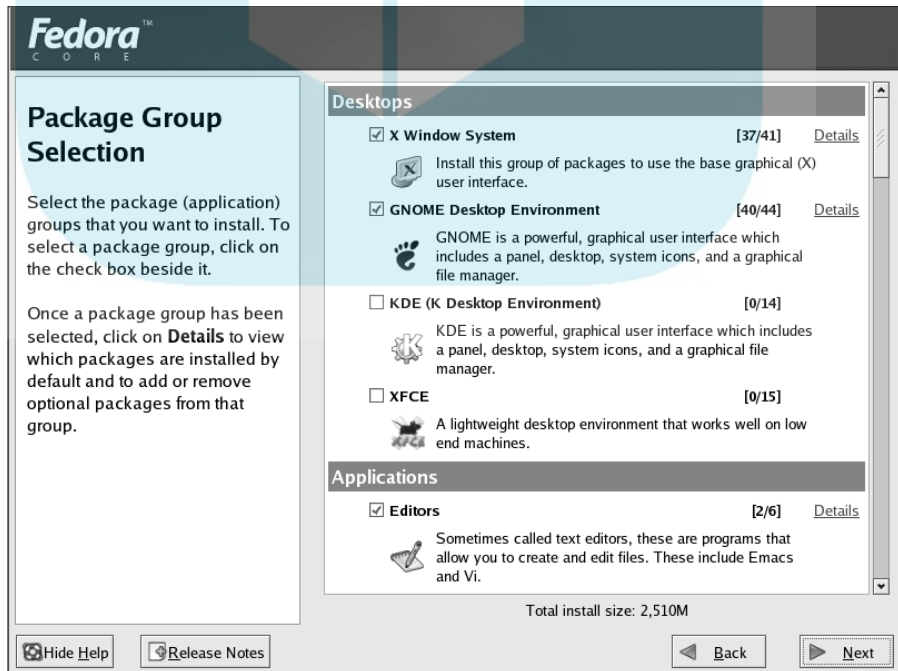 Fedora™
CORE
Package Group
Selection
Select the package (application)
groups that you want to install. To
select a package group, click on
the check box beside it.
Once a package group has been
selected, click on Details to view
which packages are installed by
default and to add or remove
optional packages from that
group.
Desktops
X Window System [37/41] Details
Install this group of packages to use the base graphical (X)
user interface.
GNOME Desktop Environment [40/44] Details
GNOME is a powerful, graphical user interface which
includes a panel, desktop, system icons, and a graphical
file manager.
KDE (K Desktop Environment) [0/14]
KDE is a powerful, graphical user interface which includes
a panel, desktop, system icons, and a graphical file
manager.
XFCE [0/15]
A lightweight desktop environment that works well on low
end machines.
Applications
Editors [2/6] Details
Sometimes called text editors, these are programs that
allow you to create and edit files. These include Emacs
and Vi.
Total install size: 2,510M
Hide Help Release Notes Back Next